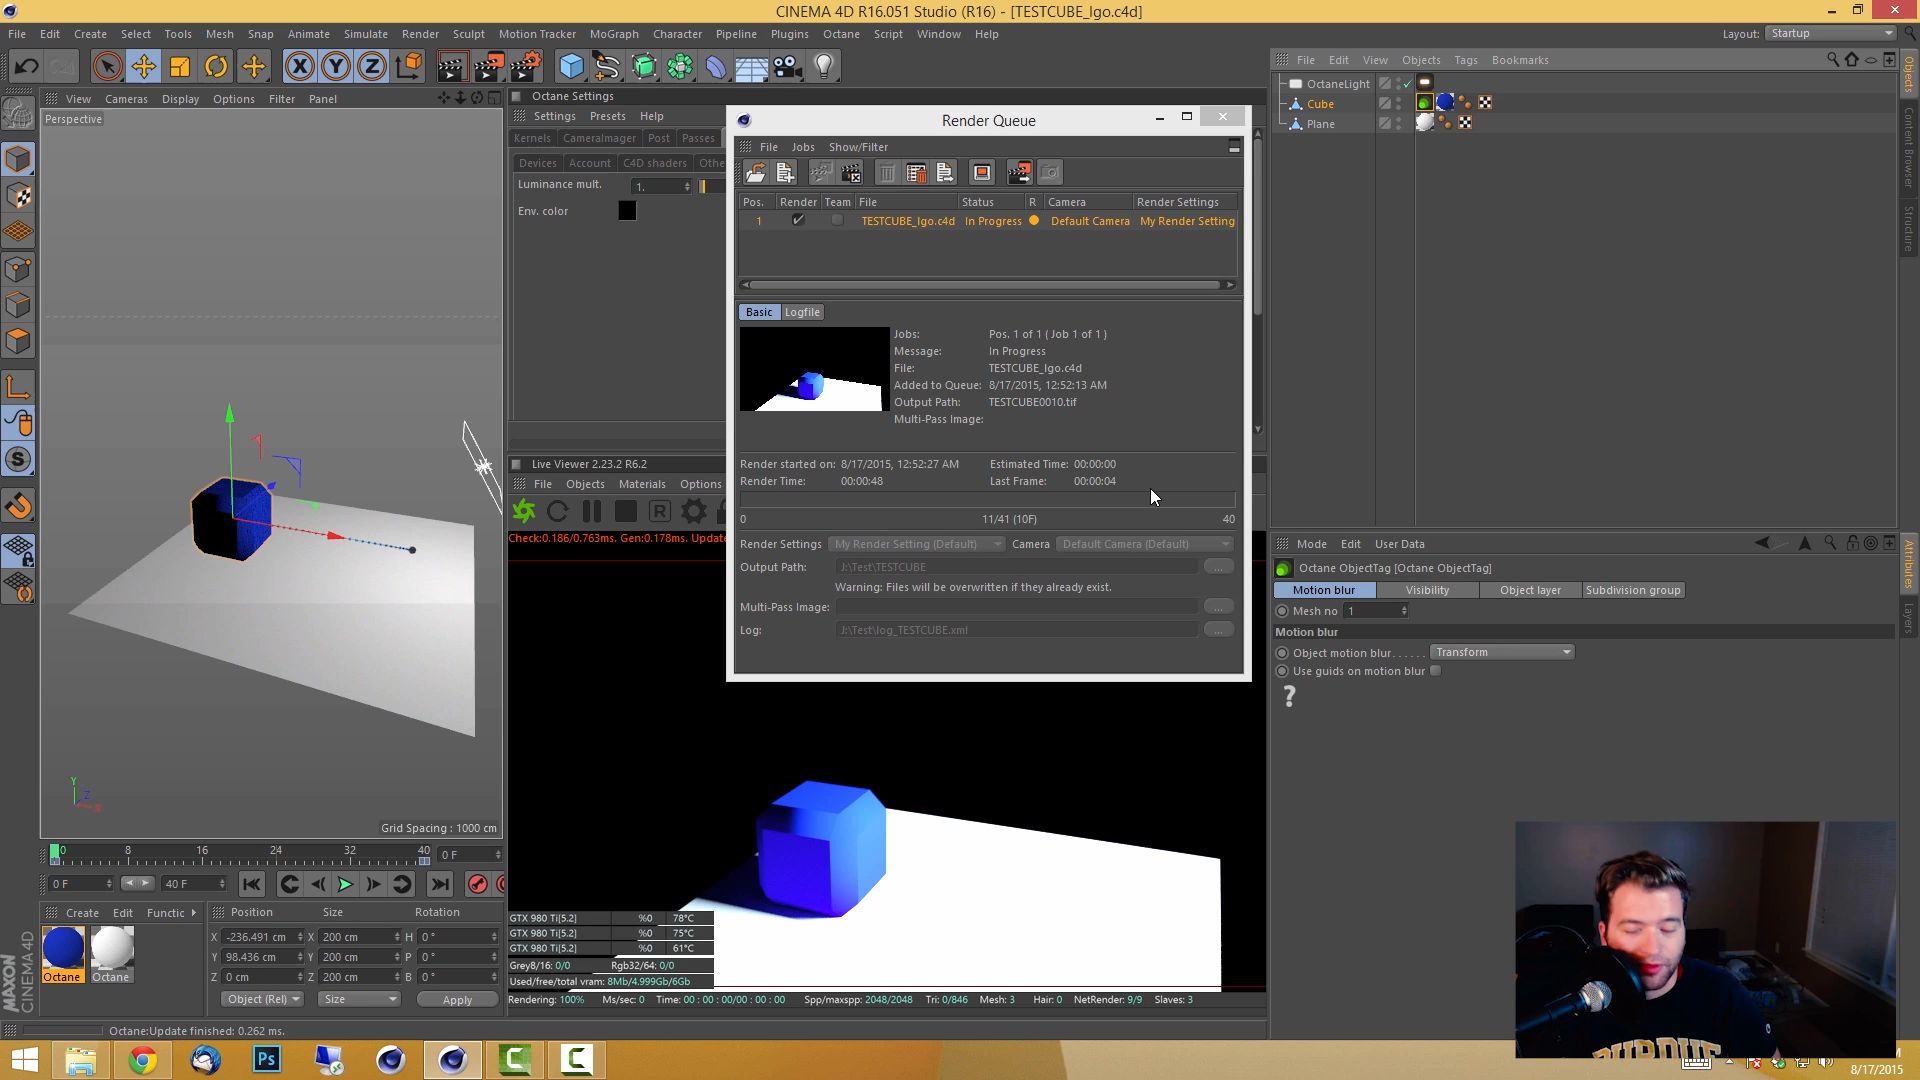 CINEMA 4D R16.051 Studio (R16) - [TESTCUBE_Igo.c4d]
File Edit Create Select Tools Mesh Snap Animate Simulate Render Sculpt Motion Tracker MoGraph Character Pipeline Plugins Octane Script Window Help
Layout: Startup
X Y Z
View Cameras Display Options Filter Panel
Perspective
Grid Spacing : 1000 cm
Octane Settings
Settings Presets Help
Kernels CameraImager Post Passes
Devices Account C4D shaders Othe
Luminance mult. 1.
Env. color
Render Queue
File Jobs Show/Filter
Pos. Render Team File Status R Camera Render Settings
1 TESTCUBE_Igo.c4d In Progress Default Camera My Render Setting
Basic Logfile
Jobs: Pos. 1 of 1 ( Job 1 of 1 )
Message: In Progress
File: TESTCUBE_Igo.c4d
Added to Queue: 8/17/2015, 12:52:13 AM
Output Path: TESTCUBE0010.tif
Multi-Pass Image:
Render started on: 8/17/2015, 12:52:27 AM Estimated Time: 00:00:00
Render Time: 00:00:48 Last Frame: 00:00:04
0 11/41 (10F) 40
Render Settings My Render Setting (Default) Camera Default Camera (Default)
Output Path: J:\Test\TESTCUBE ...
Warning: Files will be overwritten if they already exist.
Multi-Pass Image: ...
Log: J:\Test\log_TESTCUBE.xml ...
Live Viewer 2.23.2 R6.2
File Objects Materials Options
R
Check:0.186/0.763ms. Gen:0.178ms. Update
GTX 980 Ti[5.2] %0 78°C
GTX 980 Ti[5.2] %0 75°C
GTX 980 Ti[5.2] %0 61°C
Grey8/16: 0/0 Rgb32/64: 0/0
Used/free/total vram: 8Mb/4.999Gb/6Gb
Rendering: 100% Ms/sec: 0 Time: 00 : 00 : 00/00 : 00 : 00 Spp/maxspp: 2048/2048 Tri: 0/846 Mesh: 3 Hair: 0 NetRender: 9/9 Slaves: 3
File Edit View Objects Tags Bookmarks
OctaneLight
Cube
Plane
Objects
Content Browser
Structure
Mode Edit User Data
Octane ObjectTag [Octane ObjectTag]
Motion blur Visibility Object layer Subdivision group
Mesh no 1
Motion blur
Object motion blur. . . . . . Transform
Use guids on motion blur
?
Attributes
Layers
0 8 16 24 32 40 0 F
0 F 40 F
Create Edit Functic
Octane Octane
Position Size Rotation
X -236.491 cm X 200 cm H 0 °
Y 98.436 cm Y 200 cm P 0 °
Z 0 cm Z 200 cm B 0 °
Object (Rel) Size Apply
MAXON CINEMA 4D
Octane:Update finished: 0.262 ms.
PURDUE
Ps
8/17/2015